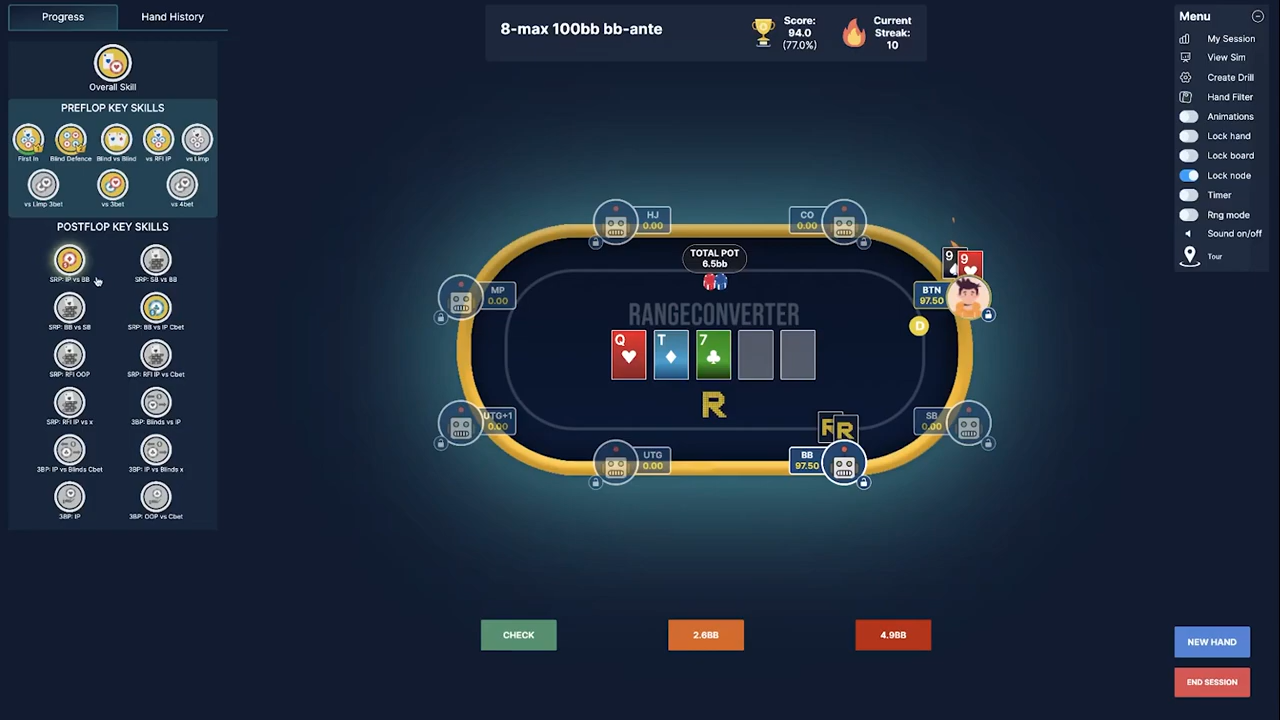 Progress
Hand History
8-max 100bb bb-ante
Score:
94.0
(77.0%)
Current
Streak:
10
Menu
My Session
View Sim
Create Drill
Hand Filter
Animations
Lock hand
Lock board
Lock node
Timer
Rng mode
Sound on/off
Tour
Overall Skill
PREFLOP KEY SKILLS
First In
Blind Defence
Blind vs Blind
vs RFI IP
vs Limp
vs Limp 3bet
vs 3bet
vs 4bet
POSTFLOP KEY SKILLS
SRP: IP vs BB
SRP: SB vs BB
SRP: BB vs SB
SRP: BB vs IP Cbet
SRP: RFI OOP
SRP: RFI IP vs Cbet
SRP: RFI IP vs x
3BP: Blinds vs IP
3BP: IP vs Blinds Cbet
3BP: IP vs Blinds x
3BP: IP
3BP: OOP vs Cbet
HJ
0.00
CO
0.00
TOTAL POT
6.5bb
9
9
MP
0.00
BTN
97.50
D
RANGECONVERTER
Q
T
7
R
UTG+1
0.00
R
SB
0.00
UTG
0.00
BB
97.50
CHECK
2.6BB
4.9BB
NEW HAND
END SESSION